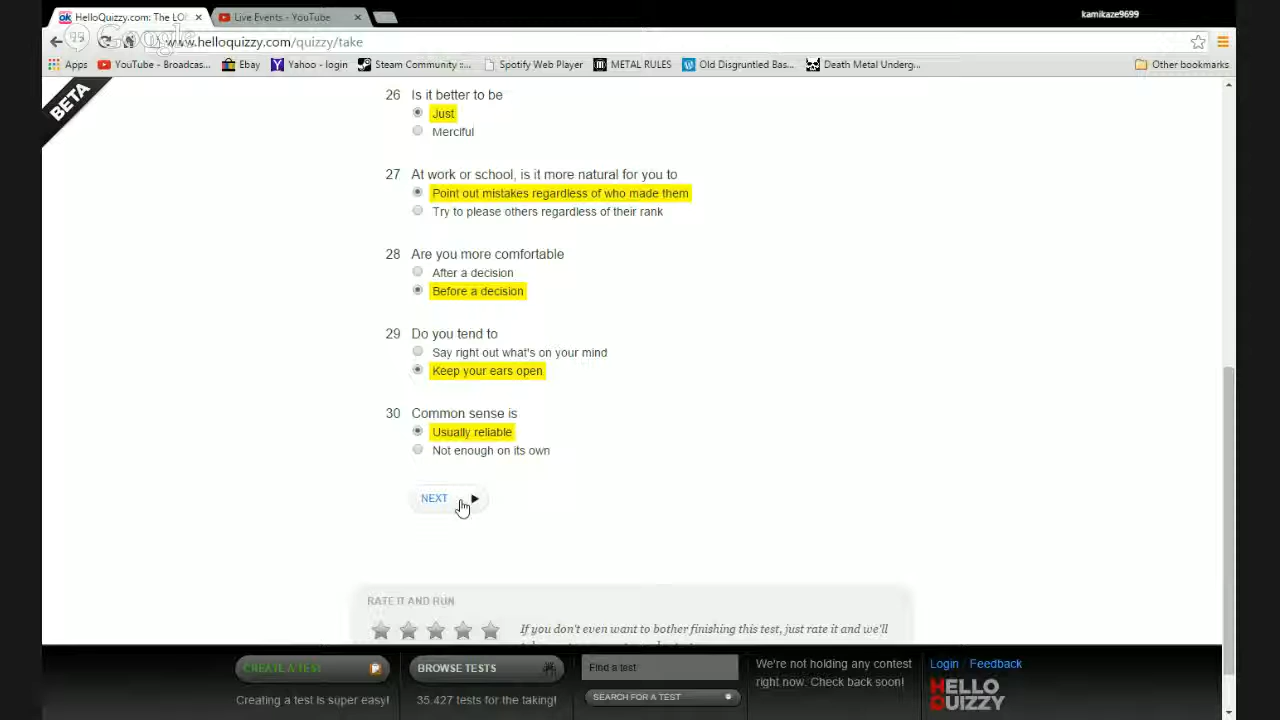 HelloQuizzy.com: The LO
Live Events - YouTube
kamikaze9699
Google
www.helloquizzy.com/quizzy/take
Apps
YouTube - Broadcas...
Ebay
Yahoo - login
Steam Community :...
Spotify Web Player
METAL RULES
Old Disgruntled Bas...
Death Metal Underg...
Other bookmarks
BETA
26 Is it better to be
Just
Merciful
27 At work or school, is it more natural for you to
Point out mistakes regardless of who made them
Try to please others regardless of their rank
28 Are you more comfortable
After a decision
Before a decision
29 Do you tend to
Say right out what's on your mind
Keep your ears open
30 Common sense is
Usually reliable
Not enough on its own
NEXT
RATE IT AND RUN
If you don't even want to bother finishing this test, just rate it and we'll
CREATE A TEST
Creating a test is super easy!
BROWSE TESTS
35.427 tests for the taking!
Find a test
SEARCH FOR A TEST
We're not holding any contest
right now. Check back soon!
Login / Feedback
HELLO
QUIZZY